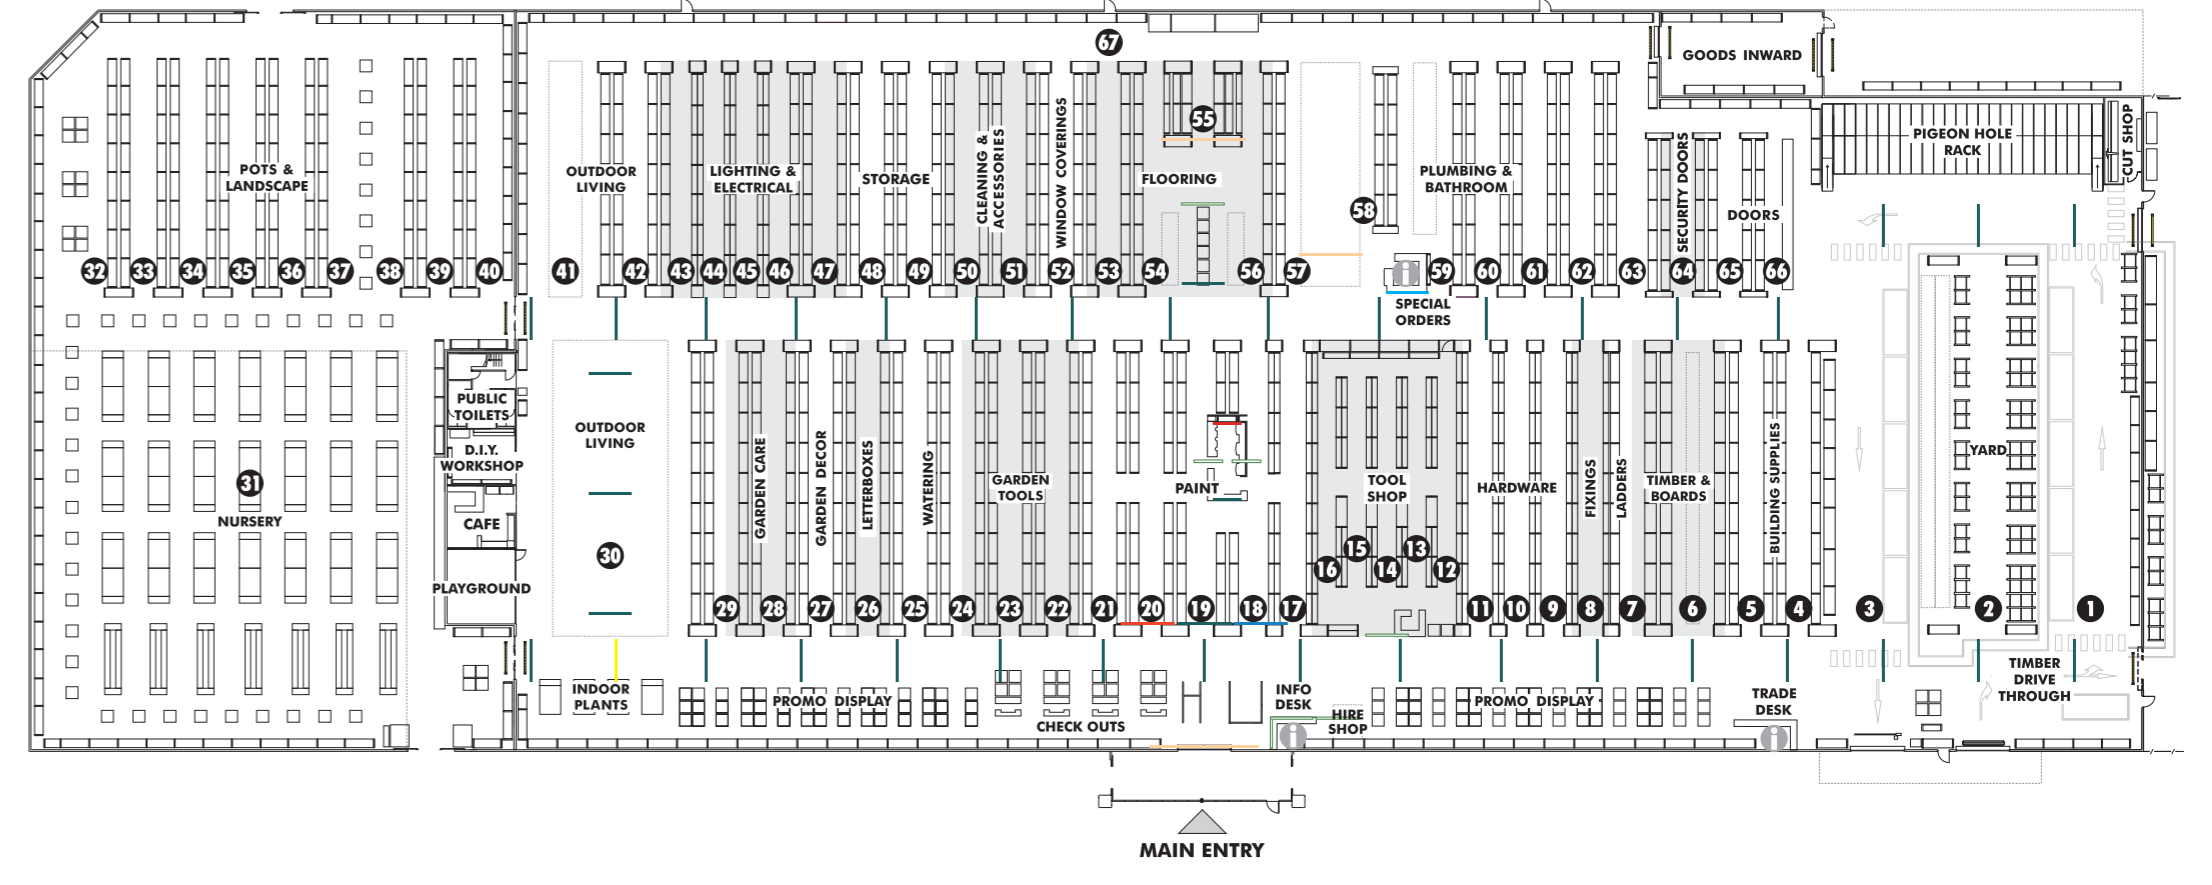 67
GOODS INWARD
55
PIGEON HOLE
RACK
CUT SHOP
POTS &
LANDSCAPE
OUTDOOR
LIVING
LIGHTING &
ELECTRICAL
STORAGE
CLEANING &
ACCESSORIES
WINDOW COVERINGS
FLOORING
PLUMBING &
BATHROOM
SECURITY DOORS
DOORS
58
32 33 34 35 36 37 38 39 40 41 42 43 44 45 46 47 48 49 50 51 52 53 54 56 57 59 60 61 62 63 64 65 66
i
SPECIAL
ORDERS
PUBLIC
TOILETS
D.I.Y.
WORKSHOP
CAFE
PLAYGROUND
31
NURSERY
OUTDOOR
LIVING
30
GARDEN CARE
GARDEN DECOR
LETTERBOXES
WATERING
GARDEN
TOOLS
PAINT
TOOL
SHOP
HARDWARE
FIXINGS
LADDERS
TIMBER &
BOARDS
BUILDING SUPPLIES
YARD
15 13
16 14 12
29 28 27 26 25 24 23 22 21 20 19 18 17 11 10 9 8 7 6 5 4 3 2 1
INDOOR
PLANTS
PROMO DISPLAY
CHECK OUTS
INFO
DESK
HIRE
SHOP
i
PROMO DISPLAY
TRADE
DESK
i
TIMBER
DRIVE
THROUGH
MAIN ENTRY